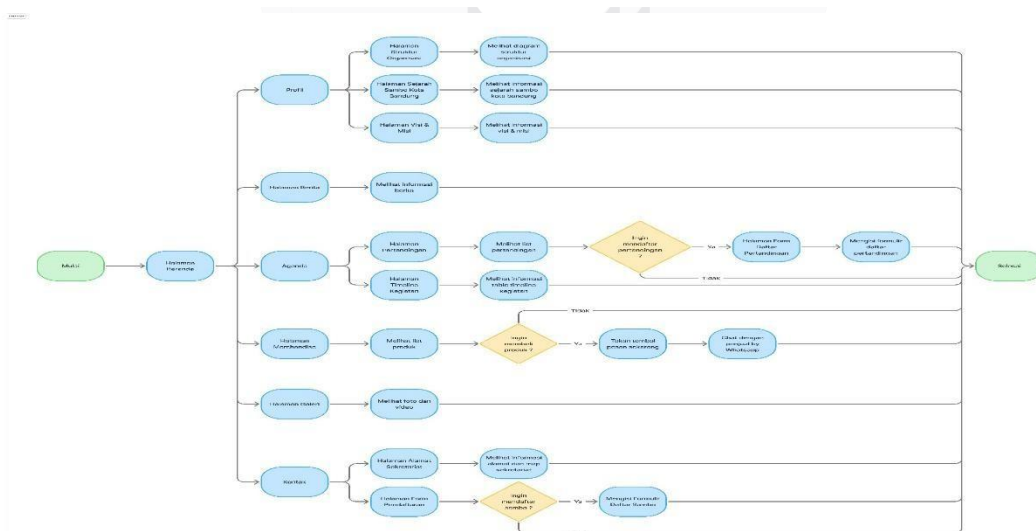 Halaman
Struktur
Organisasi
Melihat diagram
struktur
organisasi
Profil
Halaman Sejarah
Sambo Kota
Bandung
Melihat informasi
sejarah sambo
kota bandung
Halaman Visi &
Misi
Melihat informasi
visi & misi
Halaman Berita
Melihat informasi
berita
Mulai
Halaman
Beranda
Agenda
Halaman
Pertandingan
Melihat list
pertandingan
Ingin
mendaftar
pertandingan
?
Ya
Halaman Form
Daftar
Pertandingan
Mengisi formulir
daftar
pertandingan
Selesai
Tidak
Halaman
Timeline
Kegiatan
Melihat informasi
table timeline
kegiatan
Tidak
Halaman
Merchandise
Melihat list
produk
Ingin
membeli
produk ?
Ya
Tekan tombol
pesan sekarang
Chat dengan
penjual by
WhatsApp
Halaman Galeri
Melihat foto dan
video
Kontak
Halaman Alamat
Sekretariat
Melihat informasi
alamat dan map
sekretariat
Halaman Form
Pendaftaran
Ingin
mendaftar
sambo ?
Ya
Mengisi Formulir
Daftar Sambo